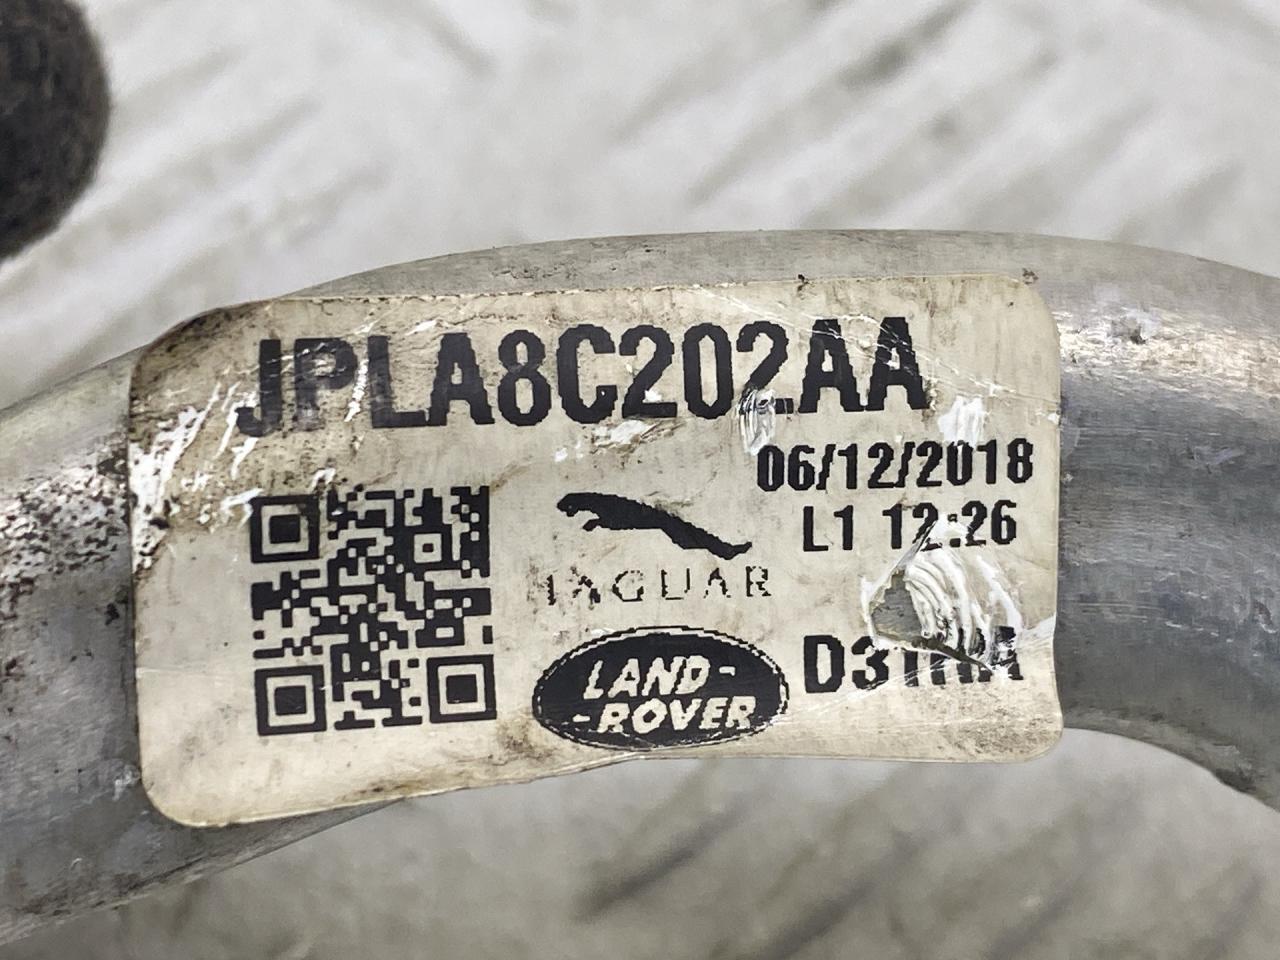 JPLA8C202AA
06/12/2018
L1 12:26
JAGUAR
LAND-
-ROVER